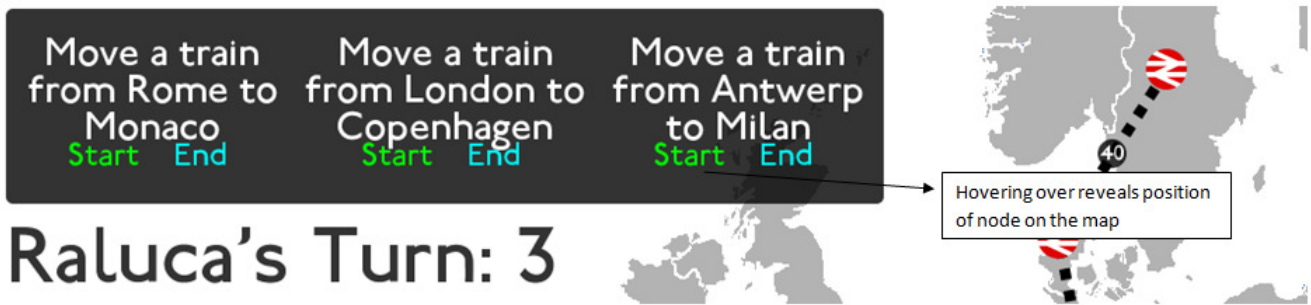 Move a train
from Rome to
Monaco
Start End
Move a train
from London to
Copenhagen
Start End
Move a train
from Antwerp
to Milan
Start End
40
Hovering over reveals position
of node on the map
Raluca's Turn: 3